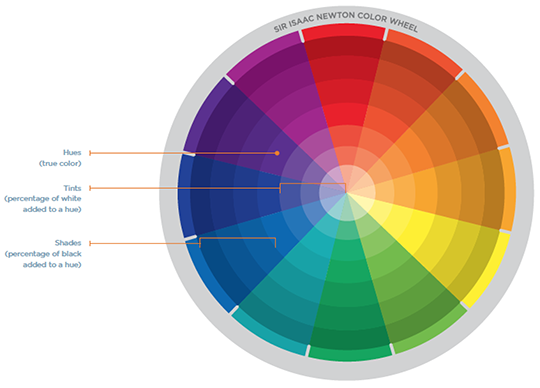 SIR ISAAC NEWTON COLOR WHEEL
Hues
(true color)
Tints
(percentage of white
added to a hue)
Shades
(percentage of black
added to a hue)